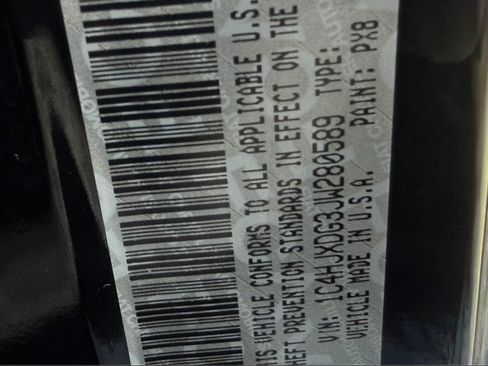 HIS VEHICLE CONFORMS TO ALL APPLICABLE U.S.
HEFT PREVENTION STANDARDS IN EFFECT ON THE
VIN: 1C4HJXDG3JW280589 TYPE:
VEHICLE MADE IN U.S.A. PAINT: PX8